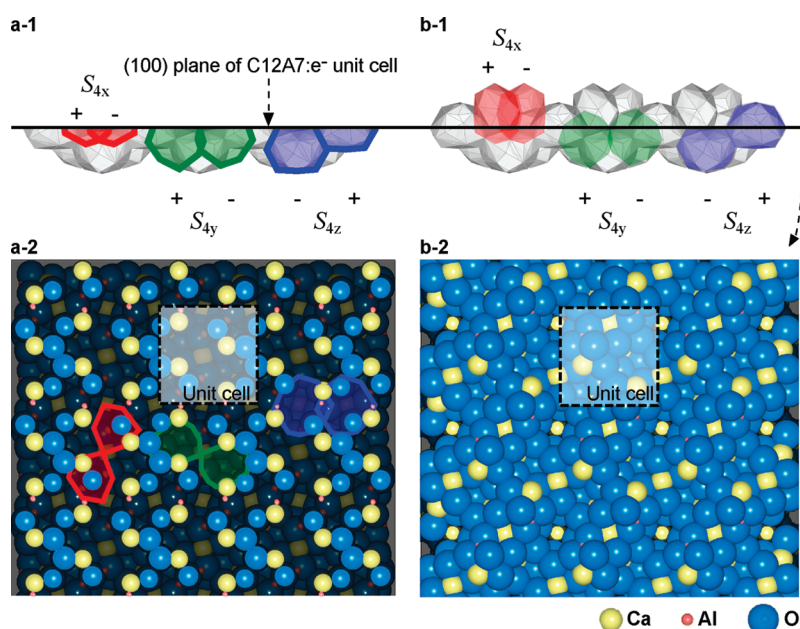 a-1
b-1
S4x
+ -
(100) plane of C12A7:e- unit cell
S4x
+ -
+ - - +
S4y S4z
+ - - +
S4y S4z
a-2
b-2
Unit cell
Unit cell
Ca Al O